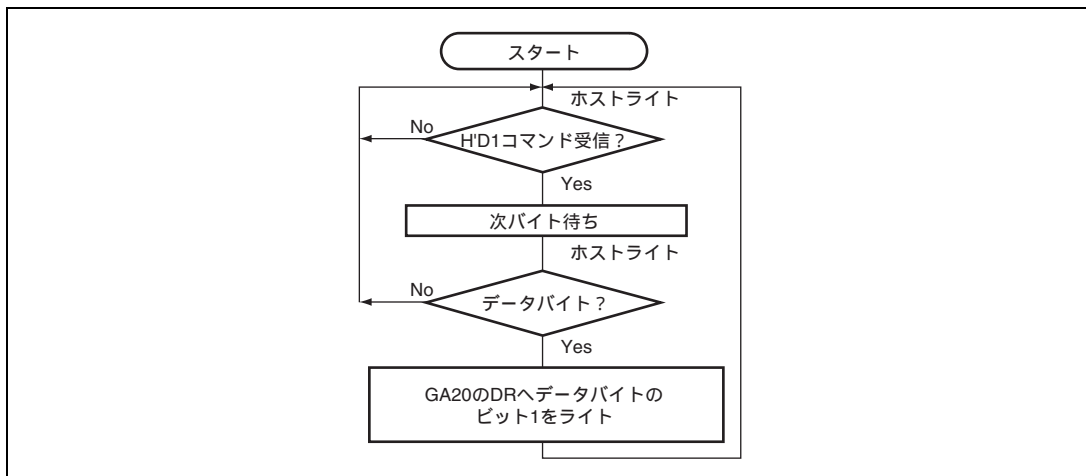 スタート
ホストライト
No
H'D1コマンド受信？
Yes
次バイト待ち
ホストライト
No
データバイト？
Yes
GA20のDRへデータバイトの
ビット1をライト